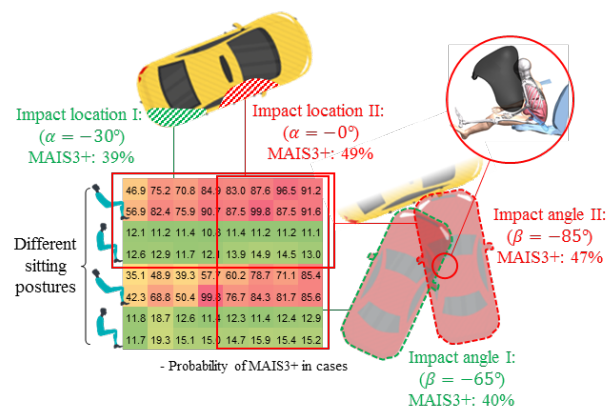 Impact location I:
(α = −30°)
MAIS3+: 39%
Impact location II:
(α = −0°)
MAIS3+: 49%
46.9 75.2 70.8 84.9 83.0 87.6 96.5 91.2
56.9 82.4 75.9 90.7 87.5 99.8 87.5 91.6
12.1 11.2 11.4 10.8 11.4 11.2 11.2 11.1
12.6 12.9 11.7 12.1 13.9 14.9 14.5 13.0
35.1 48.9 39.3 57.7 60.2 78.7 71.1 85.4
42.3 68.8 50.4 99.8 76.7 84.3 81.7 85.6
11.8 18.7 12.6 11.4 12.3 11.4 12.4 12.9
11.7 19.3 15.1 15.0 14.7 15.9 15.4 15.2
Different
sitting
postures
- Probability of MAIS3+ in cases
Impact angle II:
(β = −85°)
MAIS3+: 47%
Impact angle I:
(β = −65°)
MAIS3+: 40%